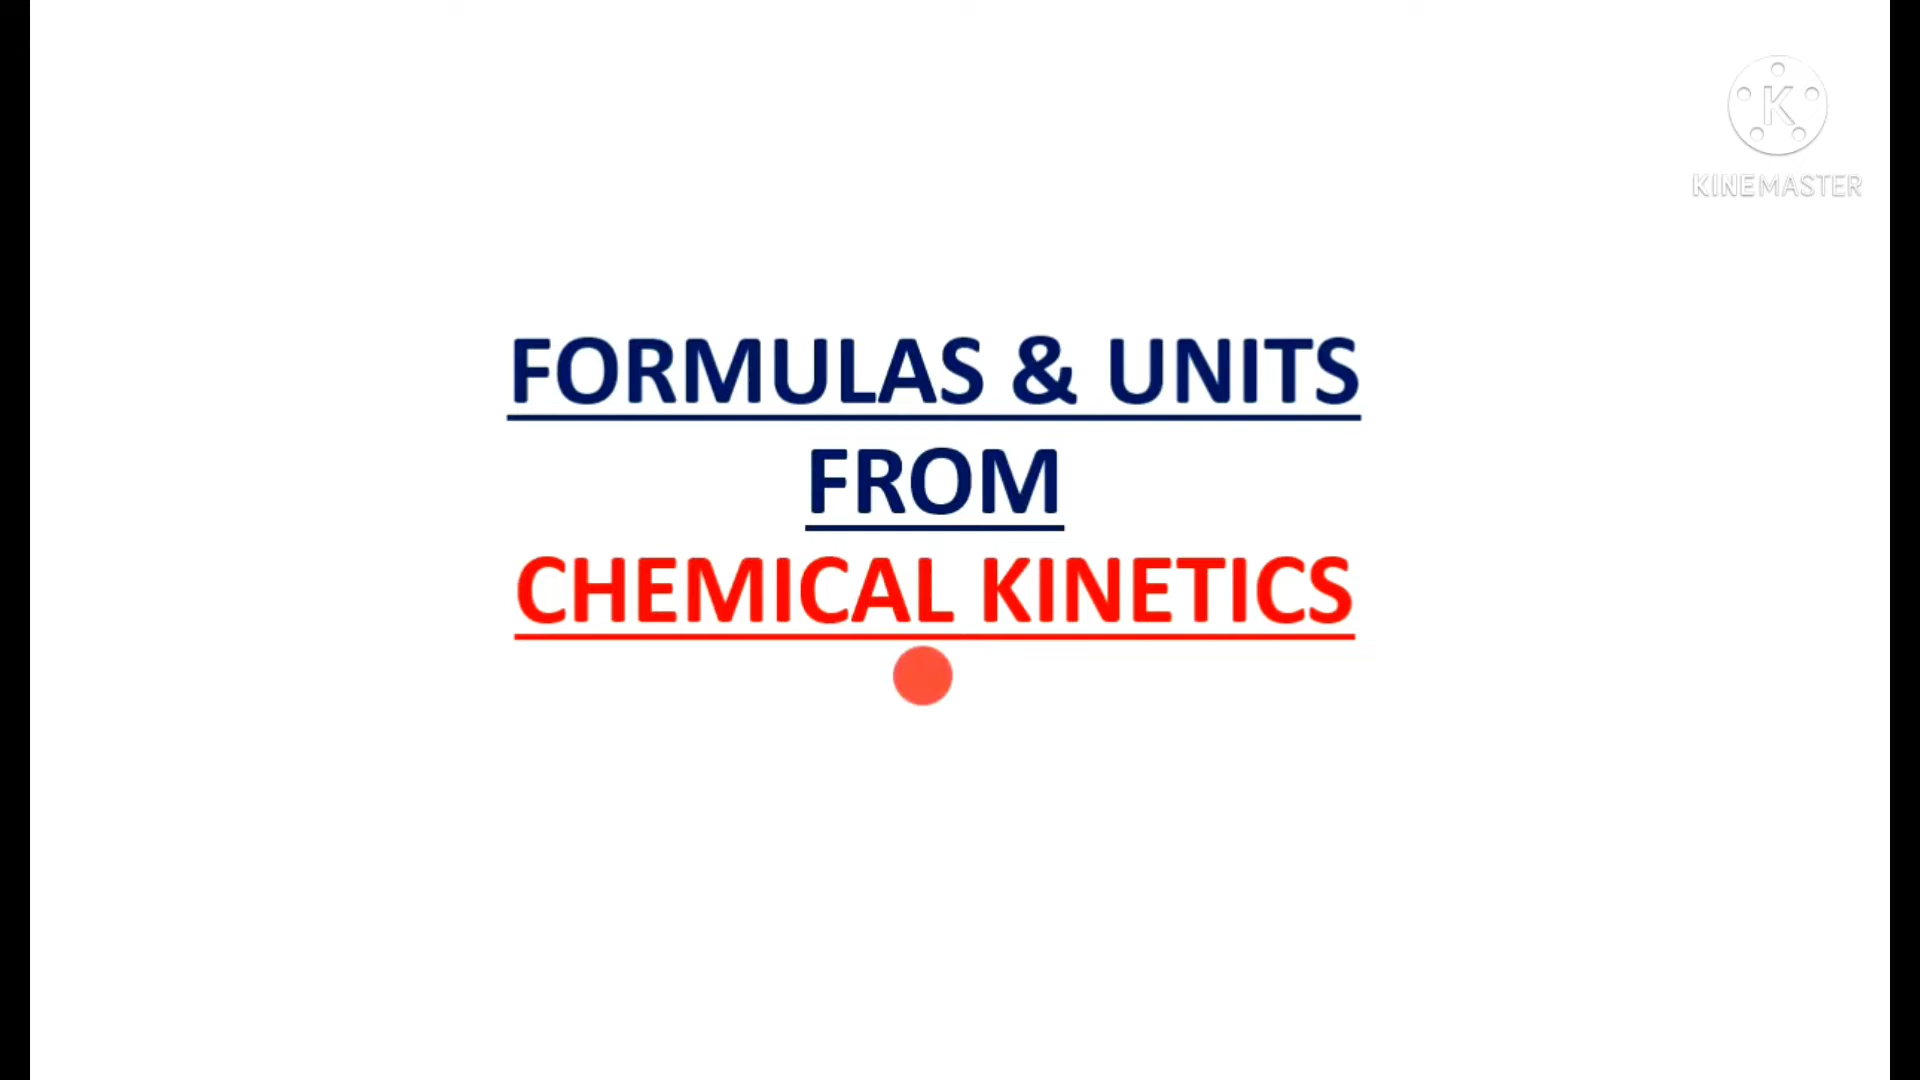 K
KINEMASTER
FORMULAS & UNITS
FROM
CHEMICAL KINETICS